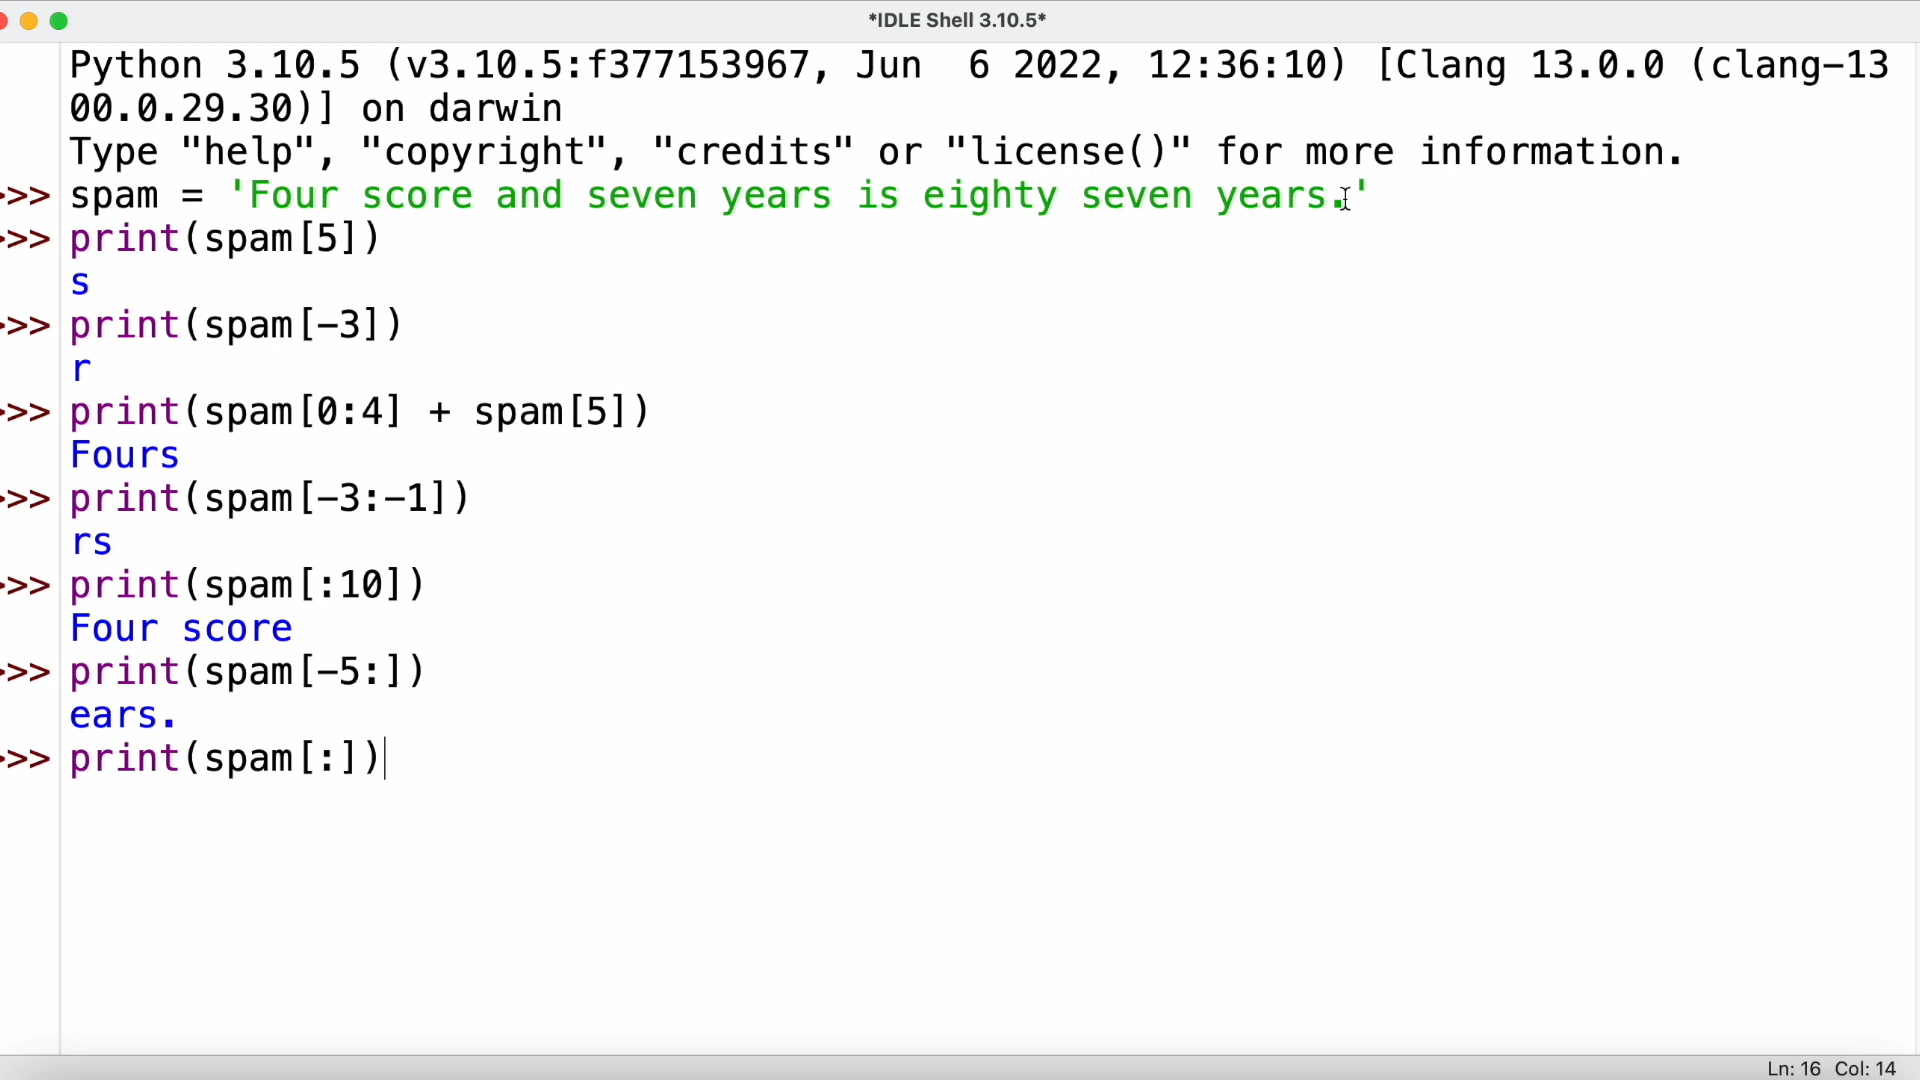 *IDLE Shell 3.10.5*
Python 3.10.5 (v3.10.5:f377153967, Jun  6 2022, 12:36:10) [Clang 13.0.0 (clang-13
00.0.29.30)] on darwin
Type "help", "copyright", "credits" or "license()" for more information.
>>> spam = 'Four score and seven years is eighty seven years.'
>>> print(spam[5])
s
>>> print(spam[-3])
r
>>> print(spam[0:4] + spam[5])
Fours
>>> print(spam[-3:-1])
rs
>>> print(spam[:10])
Four score
>>> print(spam[-5:])
ears.
>>> print(spam[:])
Ln: 16 Col: 14